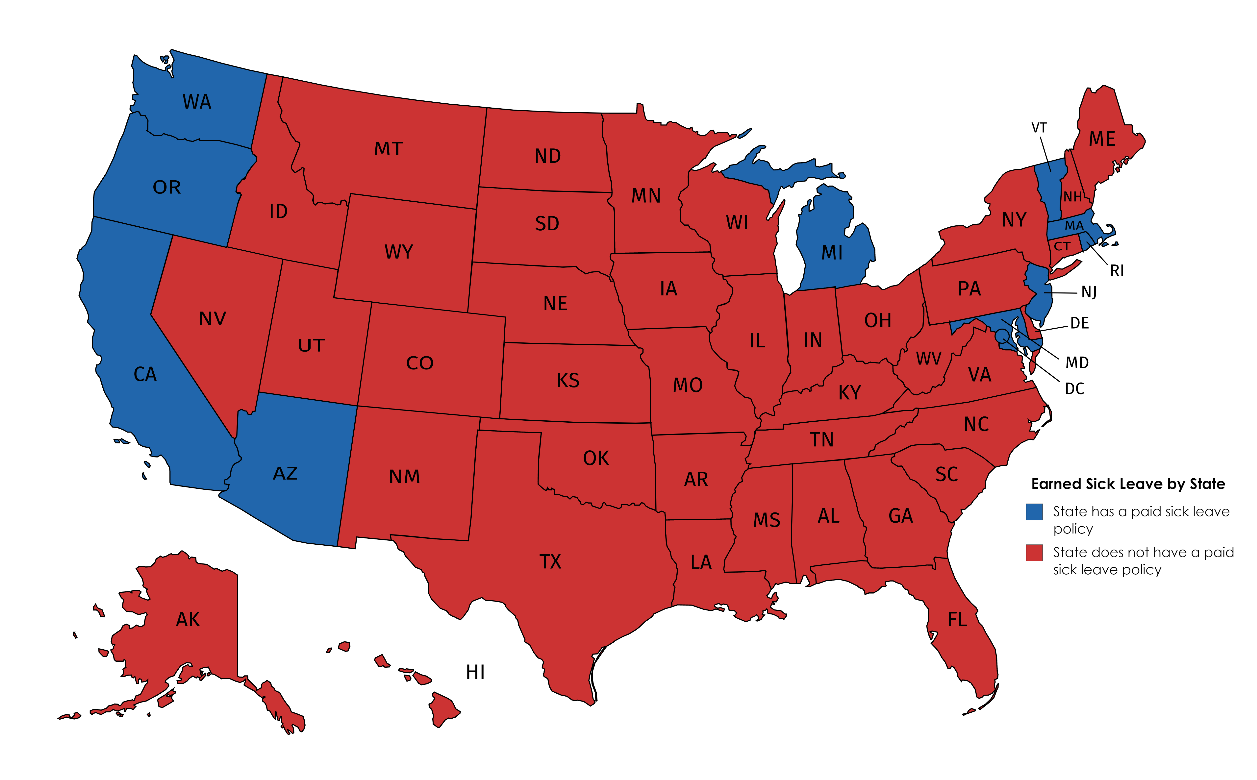 WA
MT
ND
MN
VT
ME
OR
ID
SD
WI
NH
NY
MA
CT
WY
MI
RI
NE
IA
PA
NJ
NV
UT
CO
IL
IN
OH
DE
CA
KS
MO
WV
VA
MD
KY
DC
AZ
NM
OK
TN
NC
AR
SC
MS
AL
GA
TX
LA
FL
AK
HI
Earned Sick Leave by State
State has a paid sick leave
policy
State does not have a paid
sick leave policy